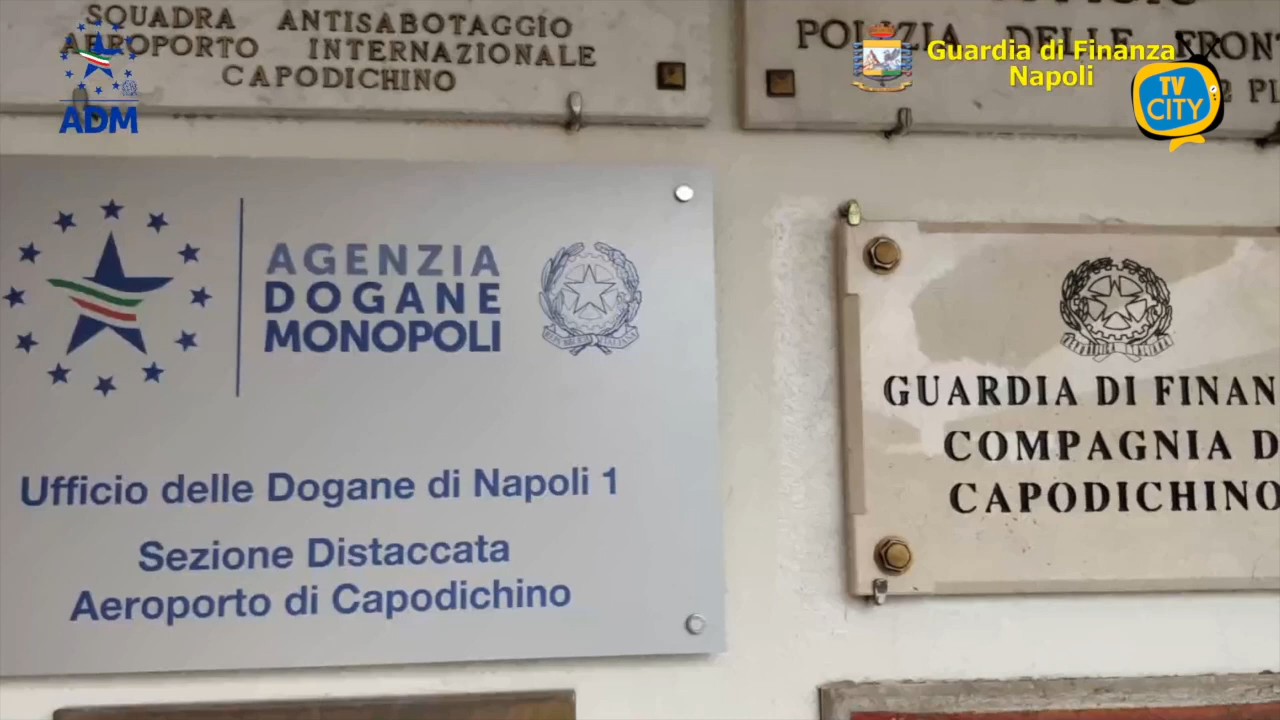 SQUADRA ANTISABOTAGGIO
AEROPORTO INTERNAZIONALE
CAPODICHINO
ADM
Guardia di Finanza
Napoli
TV
CITY
AGENZIA
DOGANE
MONOPOLI
Ufficio delle Dogane di Napoli 1
Sezione Distaccata
Aeroporto di Capodichino
GUARDIA DI FINAN
COMPAGNIA D
CAPODICHINO